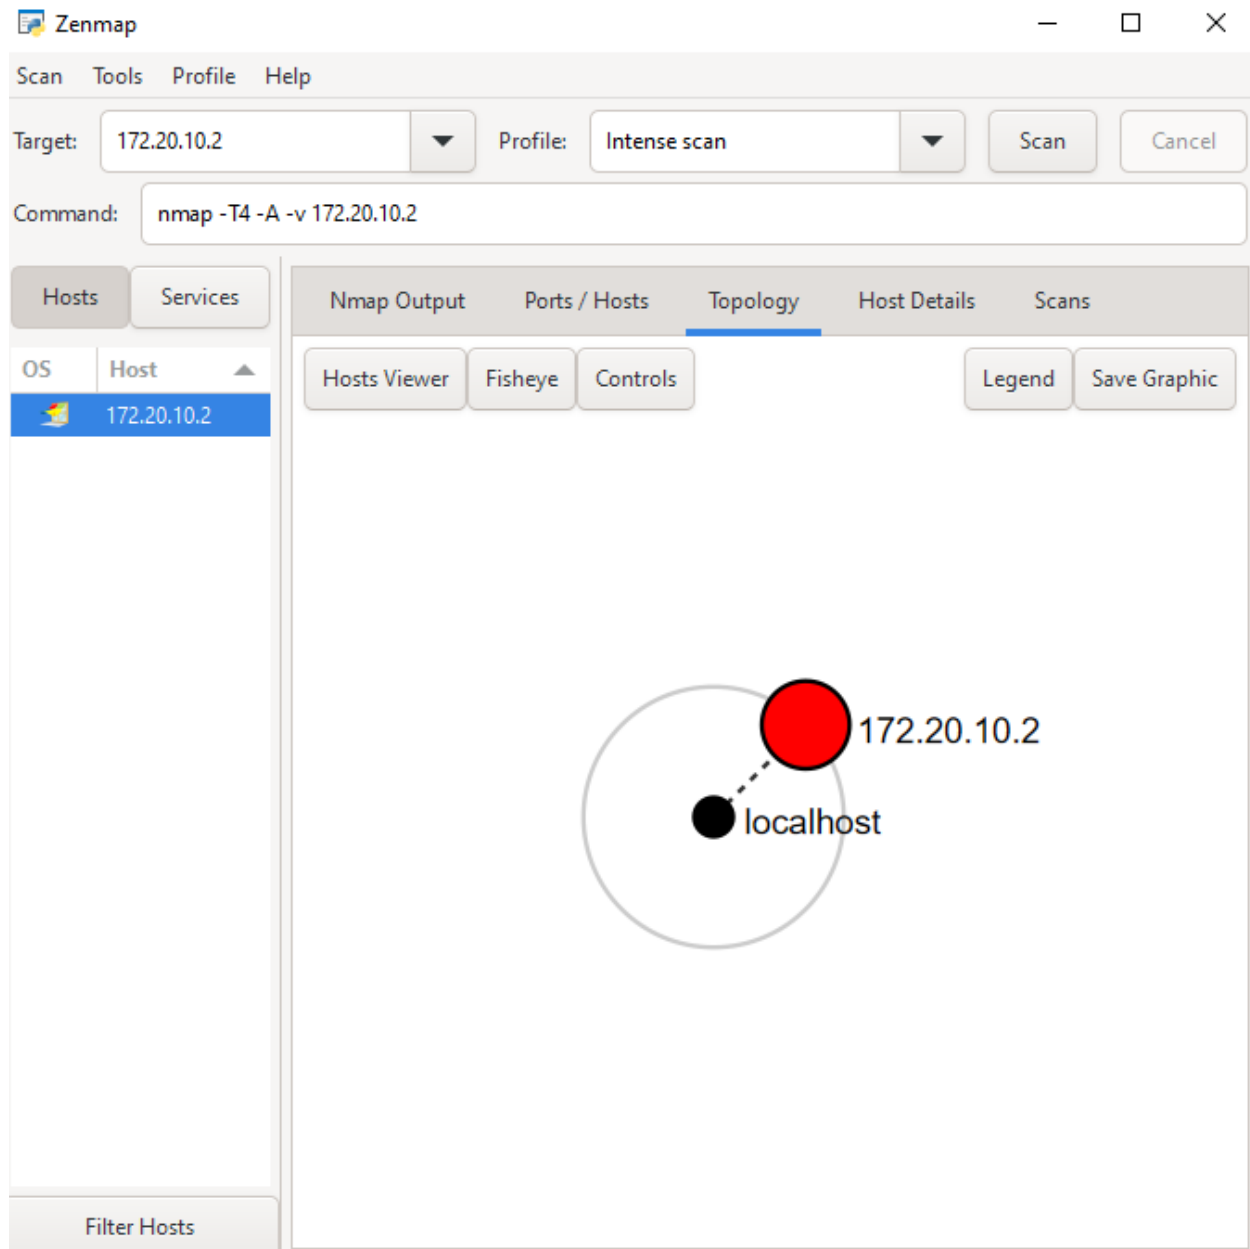 Zenmap
Scan Tools Profile Help
Target: 172.20.10.2 Profile: Intense scan Scan Cancel
Command: nmap -T4 -A -v 172.20.10.2
Hosts Services Nmap Output Ports / Hosts Topology Host Details Scans
OS Host Hosts Viewer Fisheye Controls Legend Save Graphic
172.20.10.2
172.20.10.2
localhost
Filter Hosts